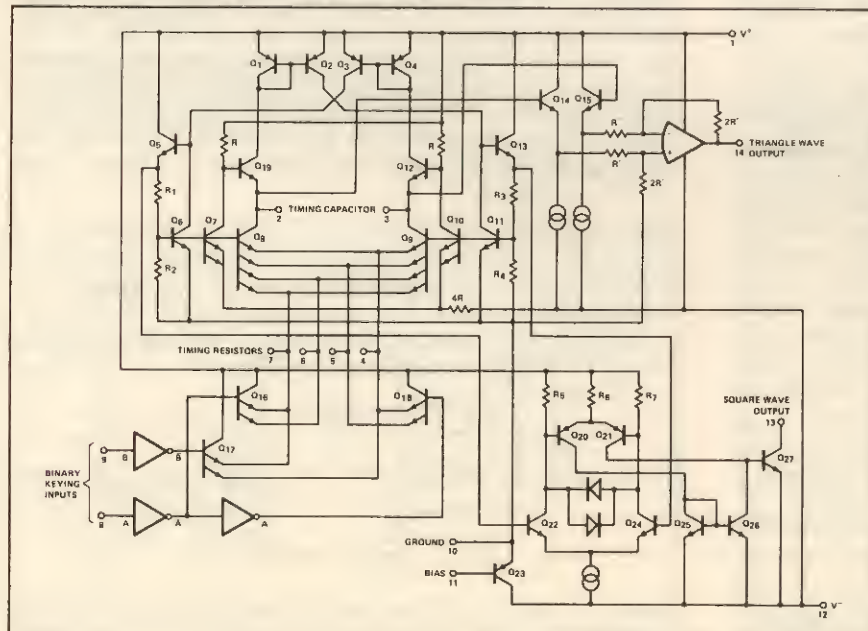 V+
1
Q1
Q2
Q3
Q4
Q14
Q15
2R'
R'
R'
2R'
TRIANGLE WAVE
OUTPUT
14
Q5
R
Q19
Q12
R
Q13
R1
TIMING CAPACITOR
2
3
R3
Q6
Q7
Q8
Q9
Q10
Q11
R2
R4
4R
TIMING RESISTORS
7
6
5
4
Q16
Q18
Q17
BINARY
KEYING
INPUTS
9
B
B
8
A
A
A
R5
R6
R7
Q20
Q21
SQUARE WAVE
OUTPUT
13
Q27
Q22
Q24
Q25
Q26
GROUND
10
BIAS
11
Q23
V-
12